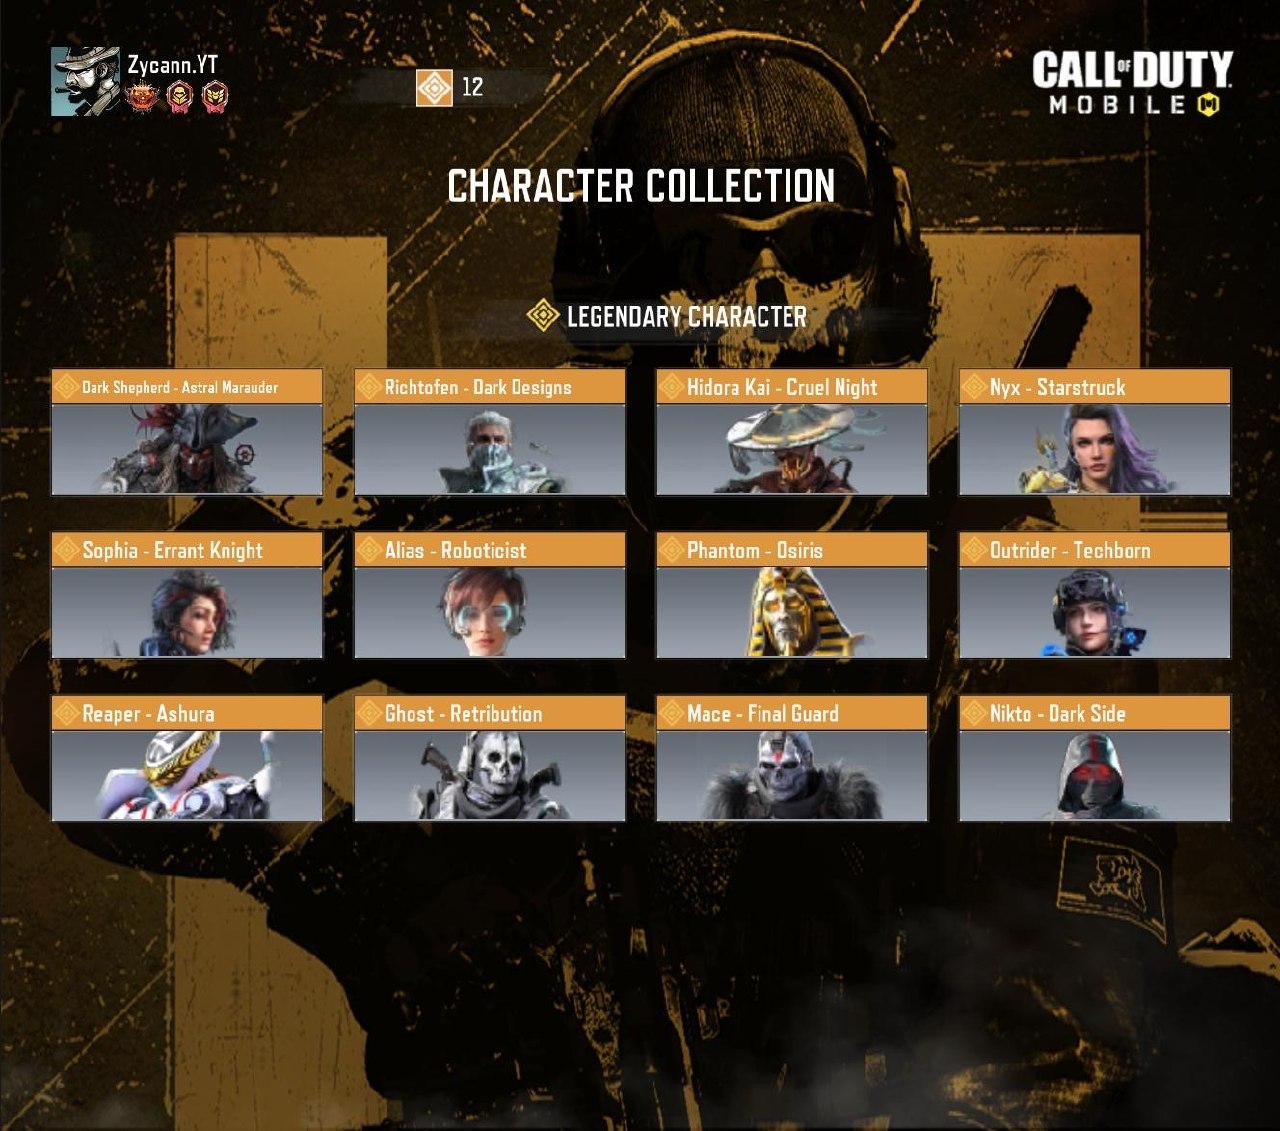 Zycann.YT
12
CALL OF DUTY
MOBILE
CHARACTER COLLECTION
LEGENDARY CHARACTER
Dark Shepherd - Astral Marauder
Richtofen - Dark Designs
Hidora Kai - Cruel Night
Nyx - Starstruck
Sophia - Errant Knight
Alias - Roboticist
Phantom - Osiris
Outrider - Techborn
Reaper - Ashura
Ghost - Retribution
Mace - Final Guard
Nikto - Dark Side